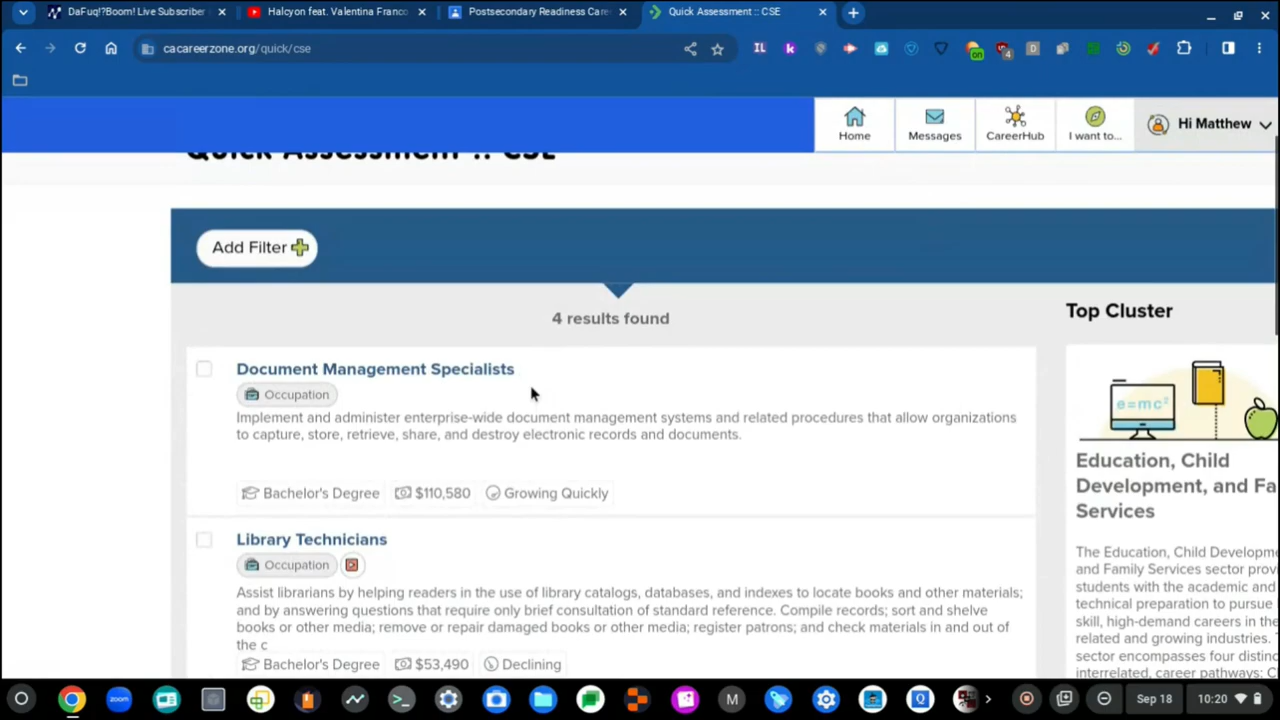 DaFuq!?Boom! Live Subscriber
Halcyon feat. Valentina Franco
Postsecondary Readiness Care
Quick Assessment :: CSE
cacareerzone.org/quick/cse
IL
k
on
4
D
Home
Messages
CareerHub
I want to...
Hi Matthew
Quick Assessment :: CSE
Add Filter
4 results found
Top Cluster
Document Management Specialists
Occupation
Implement and administer enterprise-wide document management systems and related procedures that allow organizations
to capture, store, retrieve, share, and destroy electronic records and documents.
Bachelor's Degree
$110,580
Growing Quickly
e=mc²
Education, Child
Development, and Fa
Services
Library Technicians
Occupation
Assist librarians by helping readers in the use of library catalogs, databases, and indexes to locate books and other materials;
and by answering questions that require only brief consultation of standard reference. Compile records; sort and shelve
books or other media; remove or repair damaged books or other media; register patrons; and check materials in and out of
the c
Bachelor's Degree
$53,490
Declining
The Education, Child Developme
and Family Services sector prov
students with the academic and
technical preparation to pursue
skill, high-demand careers in the
related and growing industries.
sector encompasses four distinc
interrelated, career pathways: C
zoom
M
Q
Sep 18
10:20